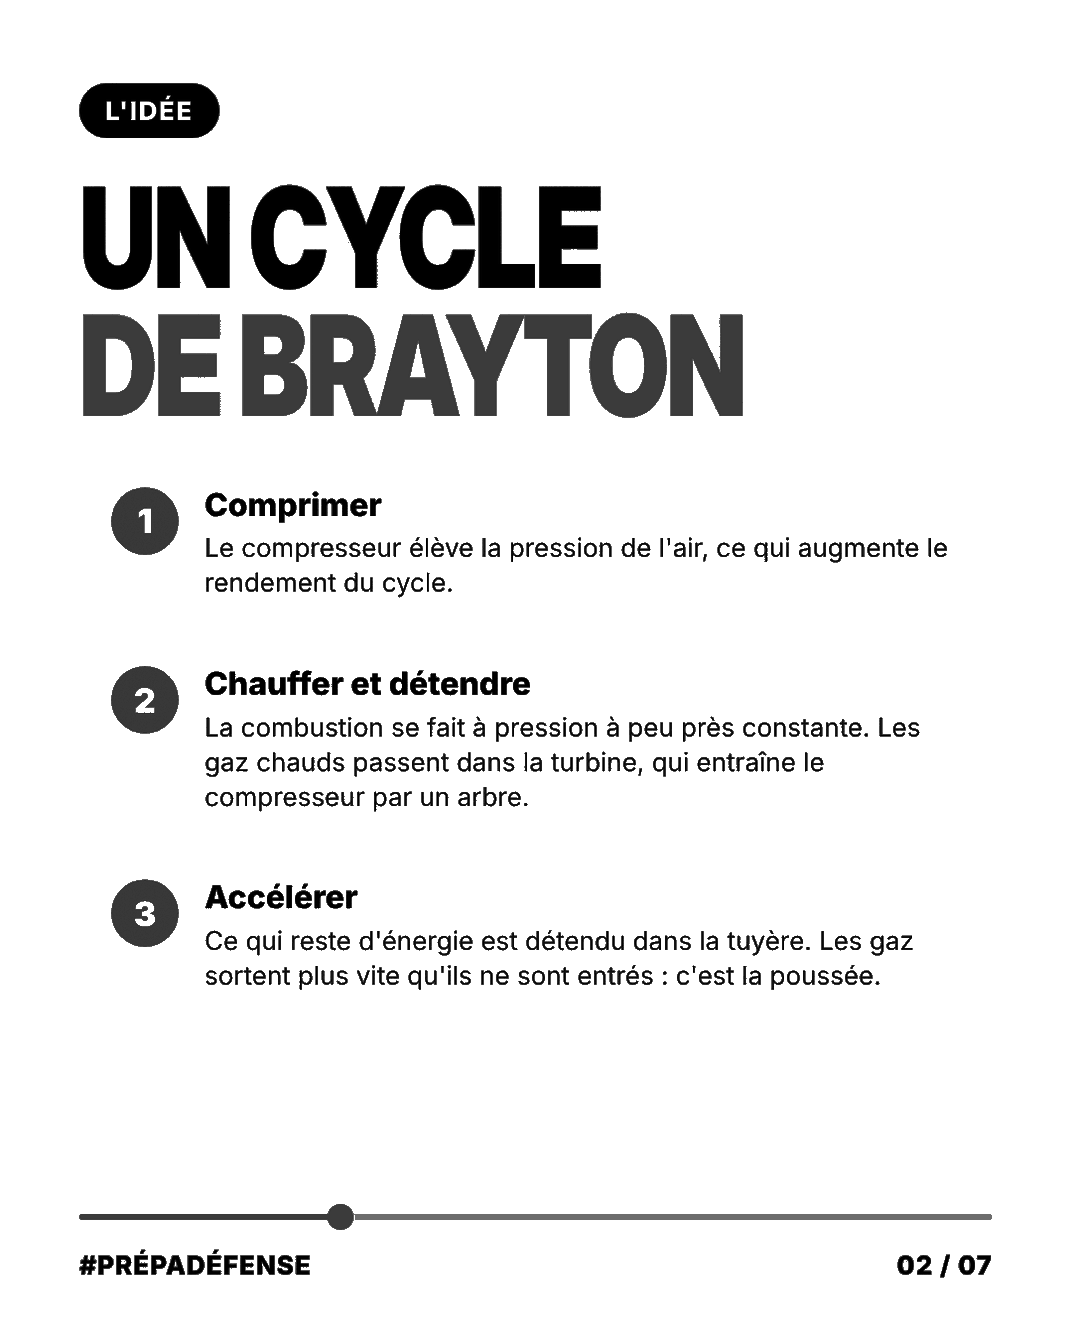 L'IDÉE
UN CYCLE
DE BRAYTON
1
Comprimer
Le compresseur élève la pression de l'air, ce qui augmente le
rendement du cycle.
2
Chauffer et détendre
La combustion se fait à pression à peu près constante. Les
gaz chauds passent dans la turbine, qui entraîne le
compresseur par un arbre.
3
Accélérer
Ce qui reste d'énergie est détendu dans la tuyère. Les gaz
sortent plus vite qu'ils ne sont entrés : c'est la poussée.
#PRÉPADÉFENSE
02 / 07